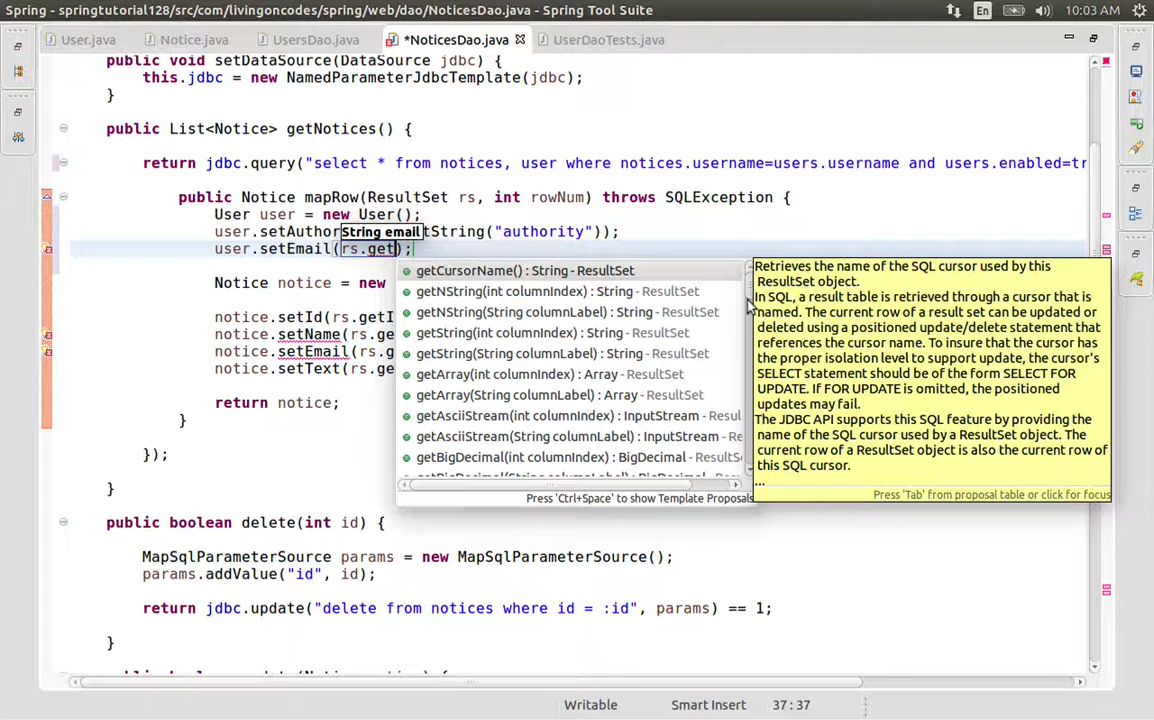 Spring - springtutorial128/src/com/livingoncodes/spring/web/dao/NoticesDao.java - Spring Tool Suite
En
10:03 AM
User.java
Notice.java
UsersDao.java
*NoticesDao.java
UserDaoTests.java
public void setDataSource(DataSource jdbc) {
this.jdbc = new NamedParameterJdbcTemplate(jdbc);
}
public List<Notice> getNotices() {
return jdbc.query("select * from notices, user where notices.username=users.username and users.enabled=tr
public Notice mapRow(ResultSet rs, int rowNum) throws SQLException {
User user = new User();
user.setAuthor
String email
tString("authority"));
user.setEmail(rs.get);
Notice notice = new
notice.setId(rs.getI
notice.setName(rs.ge
notice.setEmail(rs.g
notice.setText(rs.ge
return notice;
}
});
}
getCursorName() : String - ResultSet
getNString(int columnIndex) : String - ResultSet
getNString(String columnLabel) : String - ResultSet
getString(int columnIndex) : String - ResultSet
getString(String columnLabel) : String - ResultSet
getArray(int columnIndex) : Array - ResultSet
getArray(String columnLabel) : Array - ResultSet
getAsciiStream(int columnIndex) : InputStream - Resul
getAsciiStream(String columnLabel) : InputStream - Re
getBigDecimal(int columnIndex) : BigDecimal - ResultS
Press 'Ctrl+Space' to show Template Proposals
Retrieves the name of the SQL cursor used by this
ResultSet object.
In SQL, a result table is retrieved through a cursor that is
named. The current row of a result set can be updated or
deleted using a positioned update/delete statement that
references the cursor name. To insure that the cursor has
the proper isolation level to support update, the cursor's
SELECT statement should be of the form SELECT FOR
UPDATE. If FOR UPDATE is omitted, the positioned
updates may fail.
The JDBC API supports this SQL feature by providing the
name of the SQL cursor used by a ResultSet object. The
current row of a ResultSet object is also the current row of
this SQL cursor.
...
Press 'Tab' from proposal table or click for focus
public boolean delete(int id) {
MapSqlParameterSource params = new MapSqlParameterSource();
params.addValue("id", id);
return jdbc.update("delete from notices where id = :id", params) == 1;
}
Writable
Smart Insert
37 : 37